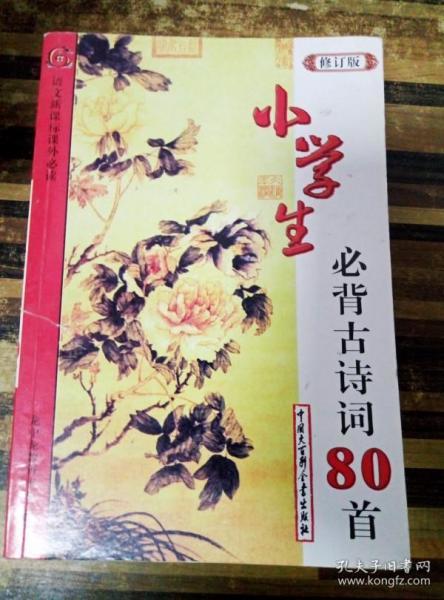 语文新课标课外必读
修订版
小学生
必背古诗词
80
首
中国大百科全书出版社
孔夫子旧书网
www.kongfz.com